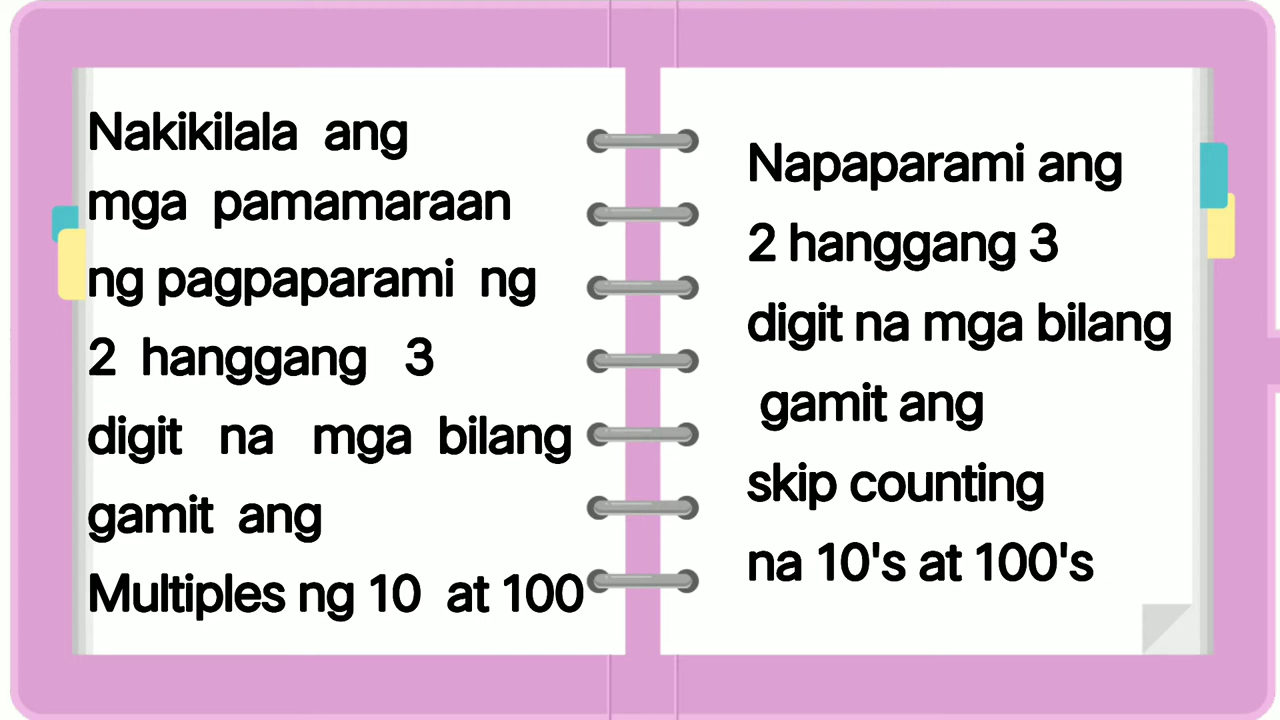 Nakikilala ang
mga pamamaraan
ng pagpaparami ng
2 hanggang 3
digit na mga bilang
gamit ang
Multiples ng 10 at 100
Napaparami ang
2 hanggang 3
digit na mga bilang
gamit ang
skip counting
na 10's at 100's